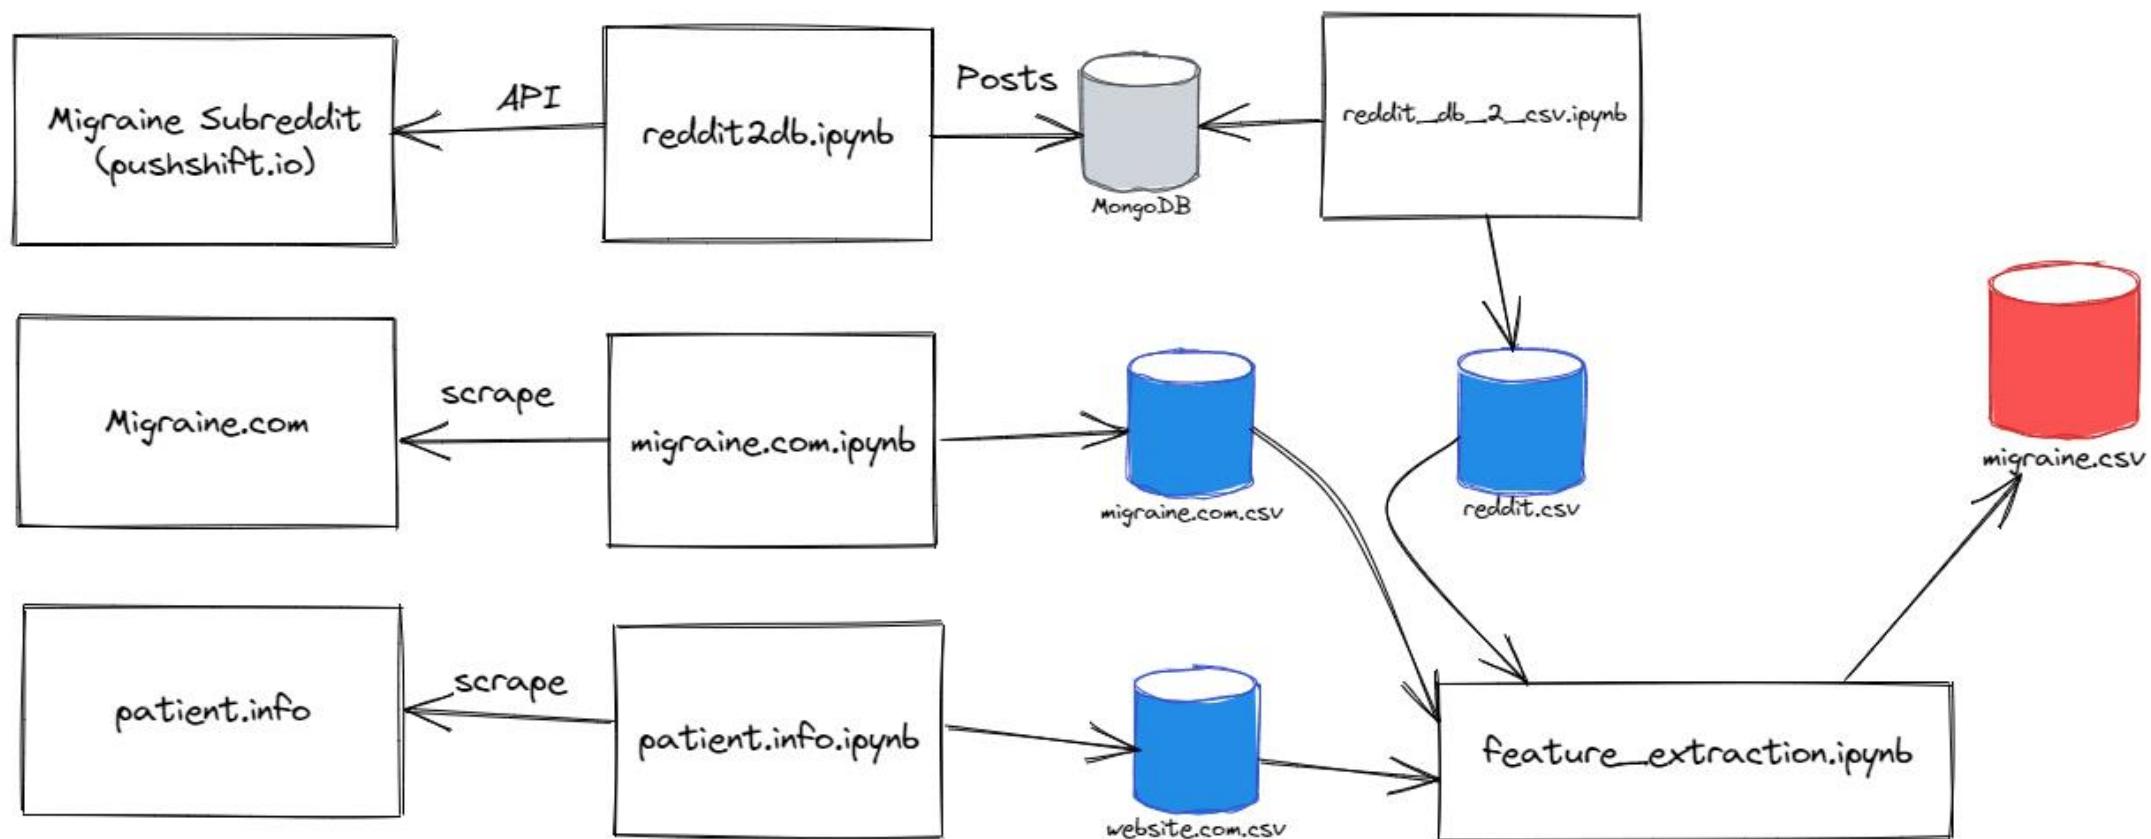 Migraine Subreddit
(pushshift.io)
API
reddit2db.ipynb
Posts
MongoDB
reddit_db_2_csv.ipynb
Migraine.com
scrape
migraine.com.ipynb
migraine.com.csv
reddit.csv
migraine.csv
patient.info
scrape
patient.info.ipynb
website.com.csv
feature_extraction.ipynb